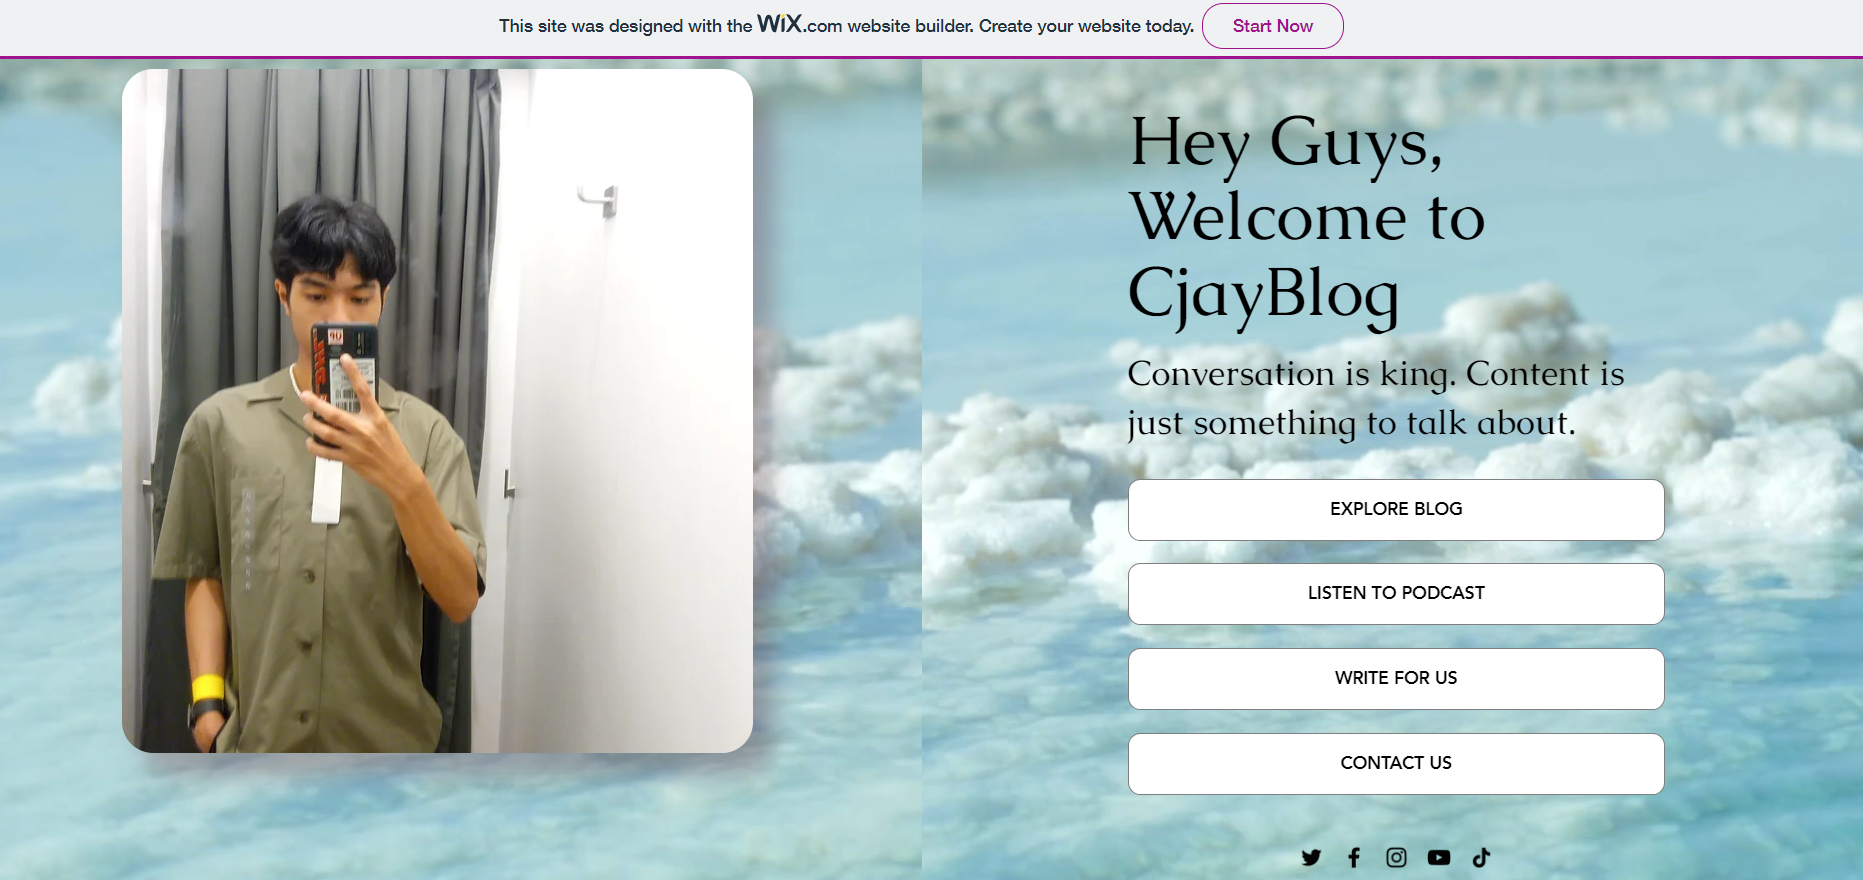 This site was designed with the WiX.com website builder. Create your website today. Start Now
Hey Guys,
Welcome to
CjayBlog
Conversation is king. Content is
just something to talk about.
EXPLORE BLOG
LISTEN TO PODCAST
WRITE FOR US
CONTACT US